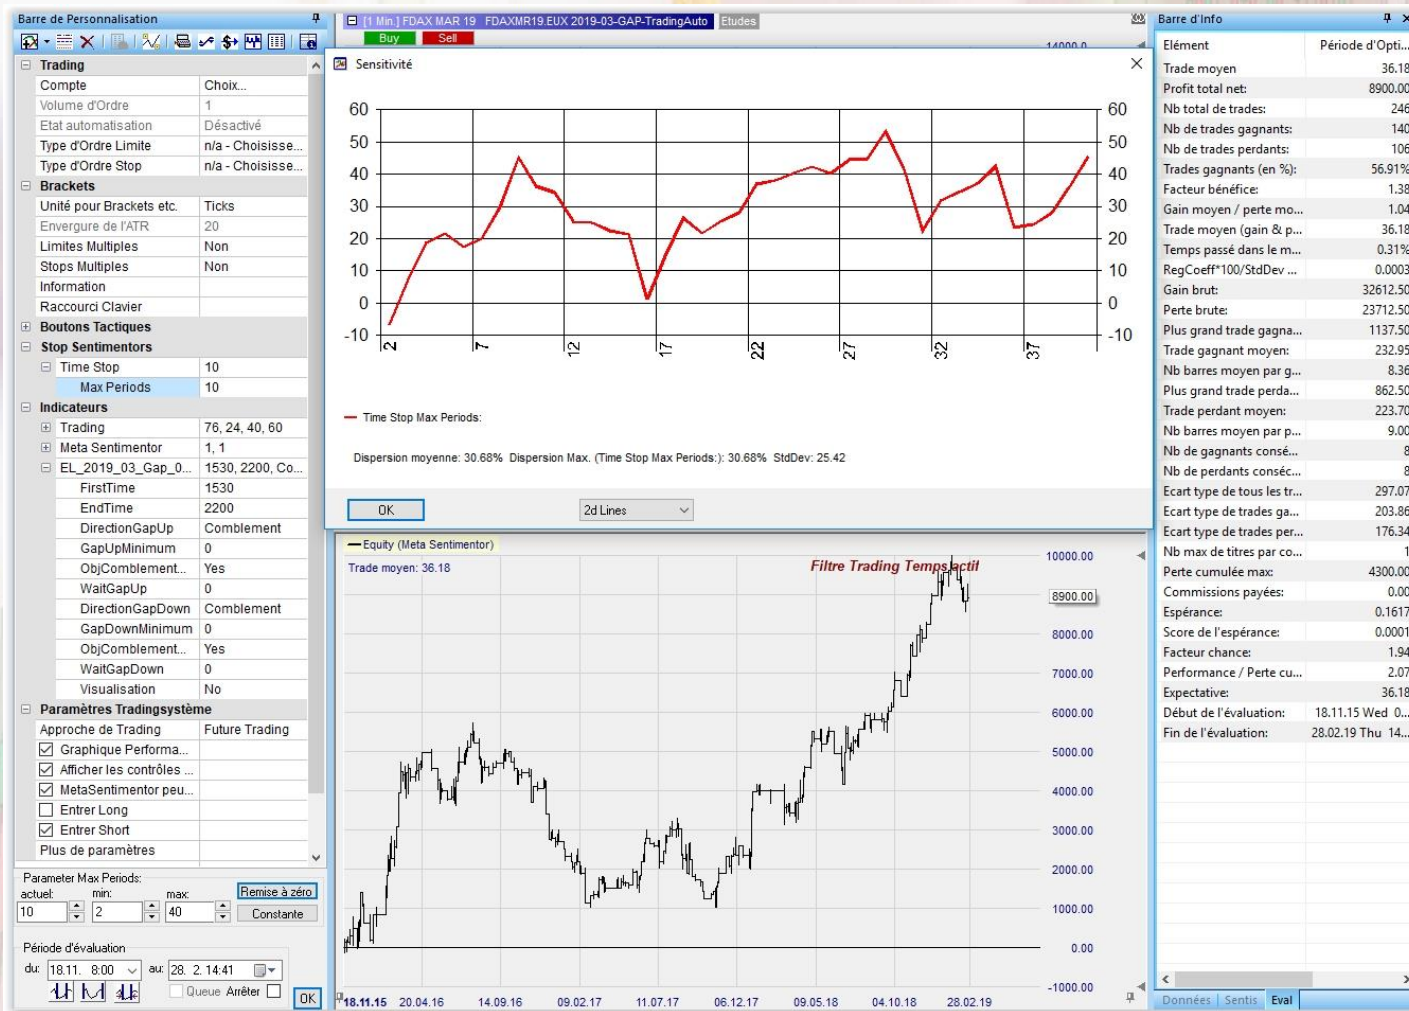 Barre de Personnalisation
Trading
Compte Choix...
Volume d'Ordre 1
Etat automatisation Désactivé
Type d'Ordre Limite n/a - Choisisse...
Type d'Ordre Stop n/a - Choisisse...
Brackets
Unité pour Brackets etc. Ticks
Envergure de l'ATR 20
Limites Multiples Non
Stops Multiples Non
Information
Raccourci Clavier
Boutons Tactiques
Stop Sentimentors
Time Stop 10
Max Periods 10
Indicateurs
Trading 76, 24, 40, 60
Meta Sentimentor 1, 1
EL_2019_03_Gap_0... 1530, 2200, Co...
FirstTime 1530
EndTime 2200
DirectionGapUp Comblement
GapUpMinimum 0
ObjComblement... Yes
WaitGapUp 0
DirectionGapDown Comblement
GapDownMinimum 0
ObjComblement... Yes
WaitGapDown 0
Visualisation No
Paramètres Tradingsystème
Approche de Trading Future Trading
Graphique Performa...
Afficher les contrôles ...
MetaSentimentor peu...
Entrer Long
Entrer Short
Plus de paramètres
Parameter Max Periods:
actuel: min: max: Remise à zéro
10 2 40 Constante
Période d'évaluation
du: 18.11. 8:00 au: 28. 2. 14:41
Queue Arrêter OK
[1 Min.] FDAX MAR 19 FDAXMR19.EUX 2019-03-GAP-TradingAuto Etudes
Buy Sell
14000.0
Sensitivité
60 60
50 50
40 40
30 30
20 20
10 10
0 0
-10 -10
2 7 12 17 22 27 32 37
Time Stop Max Periods:
Dispersion moyenne: 30.68% Dispersion Max. (Time Stop Max Periods:): 30.68% StdDev: 25.42
OK 2d Lines
Equity (Meta Sentimentor)
Trade moyen: 36.18
Filtre Trading Temps actif
10000.00
8900.00
8000.00
7000.00
6000.00
5000.00
4000.00
3000.00
2000.00
1000.00
0.00
-1000.00
18.11.15 20.04.16 14.09.16 09.02.17 11.07.17 06.12.17 09.05.18 04.10.18 28.02.19
Barre d'Info
Elément Période d'Opti...
Trade moyen 36.18
Profit total net: 8900.00
Nb total de trades: 246
Nb de trades gagnants: 140
Nb de trades perdants: 106
Trades gagnants (en %): 56.91%
Facteur bénéfice: 1.38
Gain moyen / perte mo... 1.04
Trade moyen (gain & p... 36.18
Temps passé dans le m... 0.31%
RegCoeff*100/StdDev ... 0.0003
Gain brut: 32612.50
Perte brute: 23712.50
Plus grand trade gagna... 1137.50
Trade gagnant moyen: 232.95
Nb barres moyen par g... 8.36
Plus grand trade perda... 862.50
Trade perdant moyen: 223.70
Nb barres moyen par p... 9.00
Nb de gagnants consé... 8
Nb de perdants conséc... 8
Ecart type de tous les tr... 297.07
Ecart type de trades ga... 203.86
Ecart type de trades per... 176.34
Nb max de titres par co... 1
Perte cumulée max: 4300.00
Commissions payées: 0.00
Espérance: 0.1617
Score de l'espérance: 0.0001
Facteur chance: 1.94
Performance / Perte cu... 2.07
Expectative: 36.18
Début de l'évaluation: 18.11.15 Wed 0...
Fin de l'évaluation: 28.02.19 Thu 14...
Données Sentis Eval